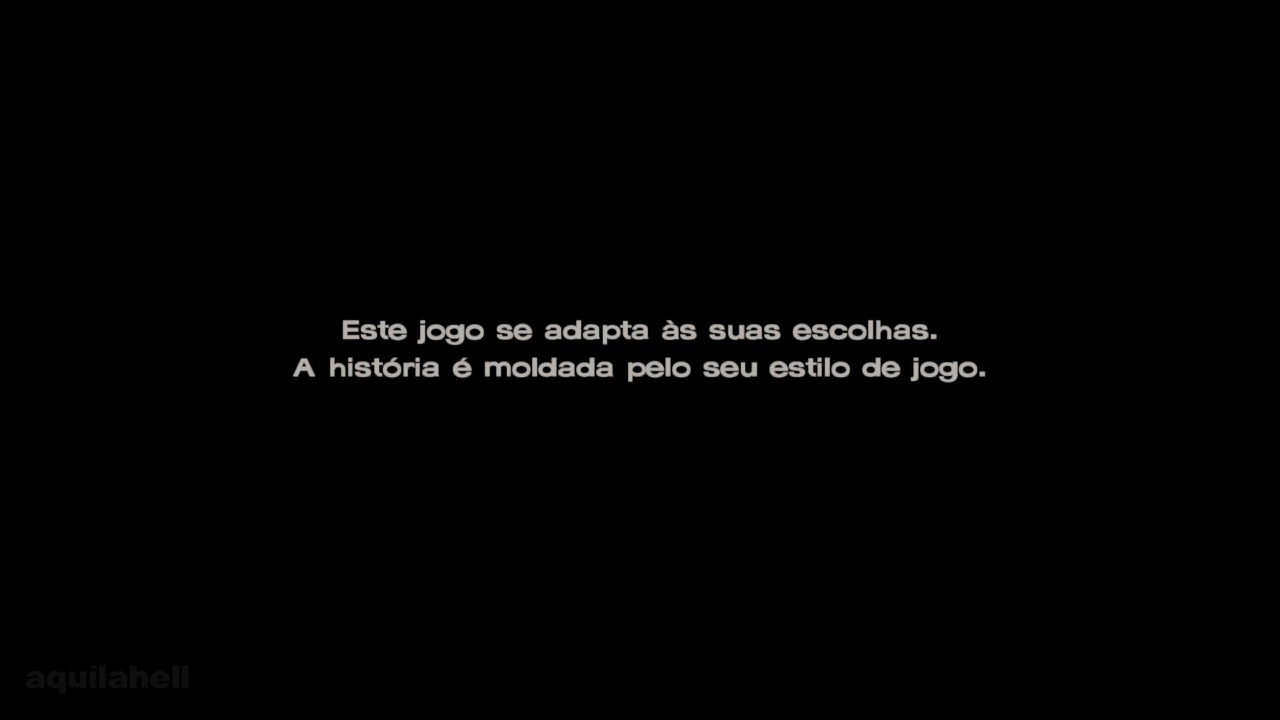 Este jogo se adapta às suas escolhas.
A história é moldada pelo seu estilo de jogo.
aquilahell